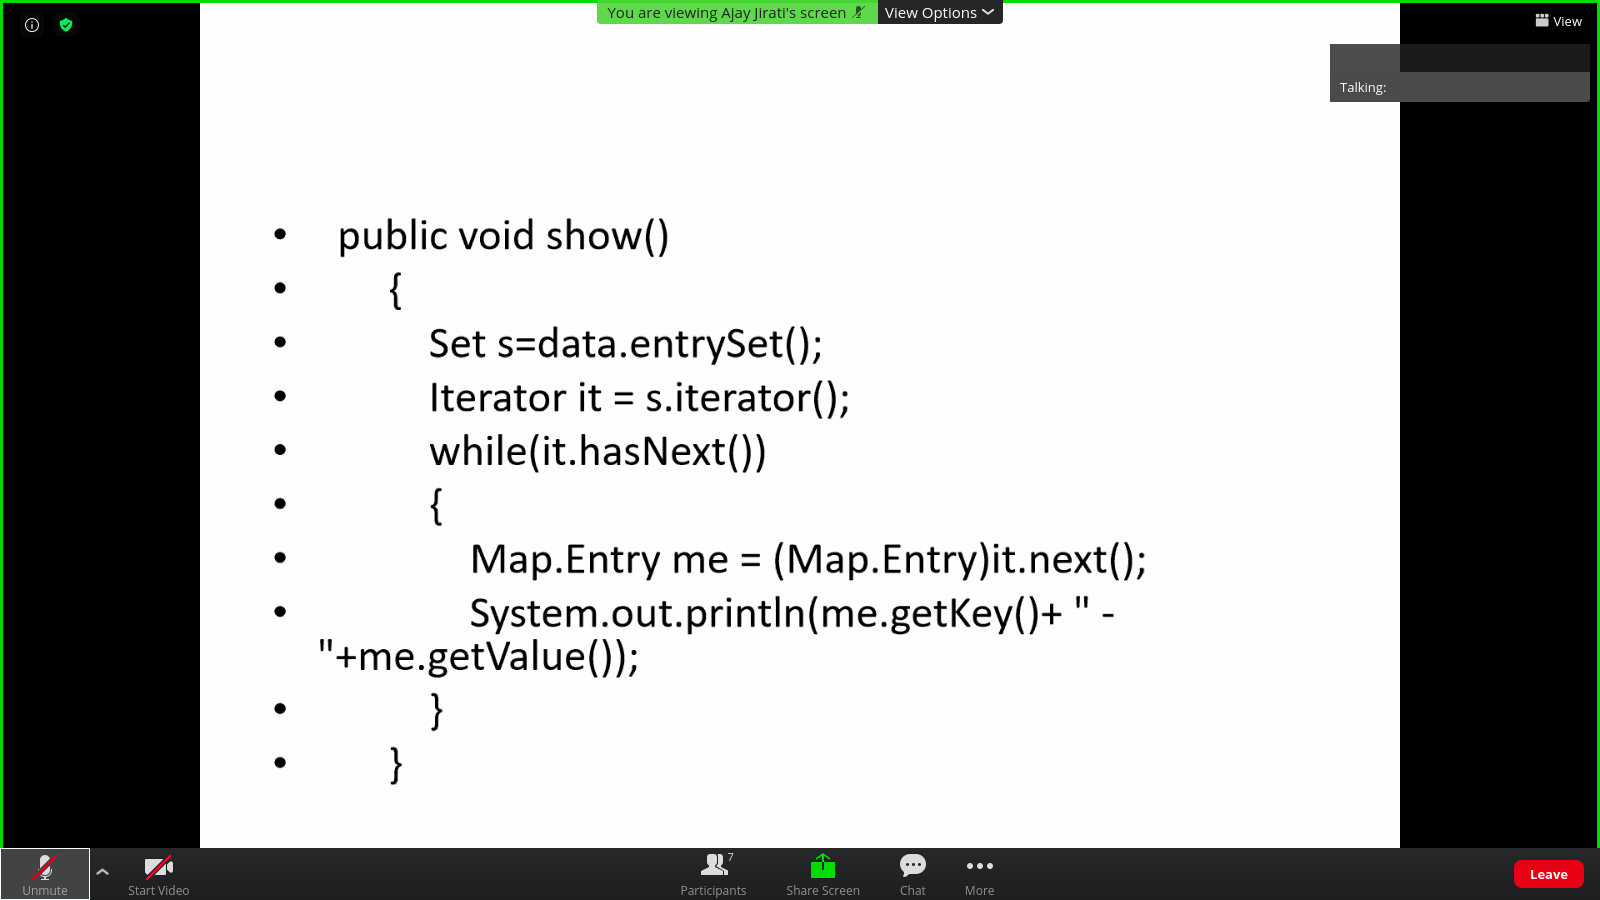 You are viewing Ajay Jirati's screen
View Options
View
Talking:
• public void show()
• {
• Set s=data.entrySet();
• Iterator it = s.iterator();
• while(it.hasNext())
• {
• Map.Entry me = (Map.Entry)it.next();
• System.out.println(me.getKey()+ " -
"+me.getValue());
• }
• }
Unmute
Start Video
Participants
7
Share Screen
Chat
More
Leave